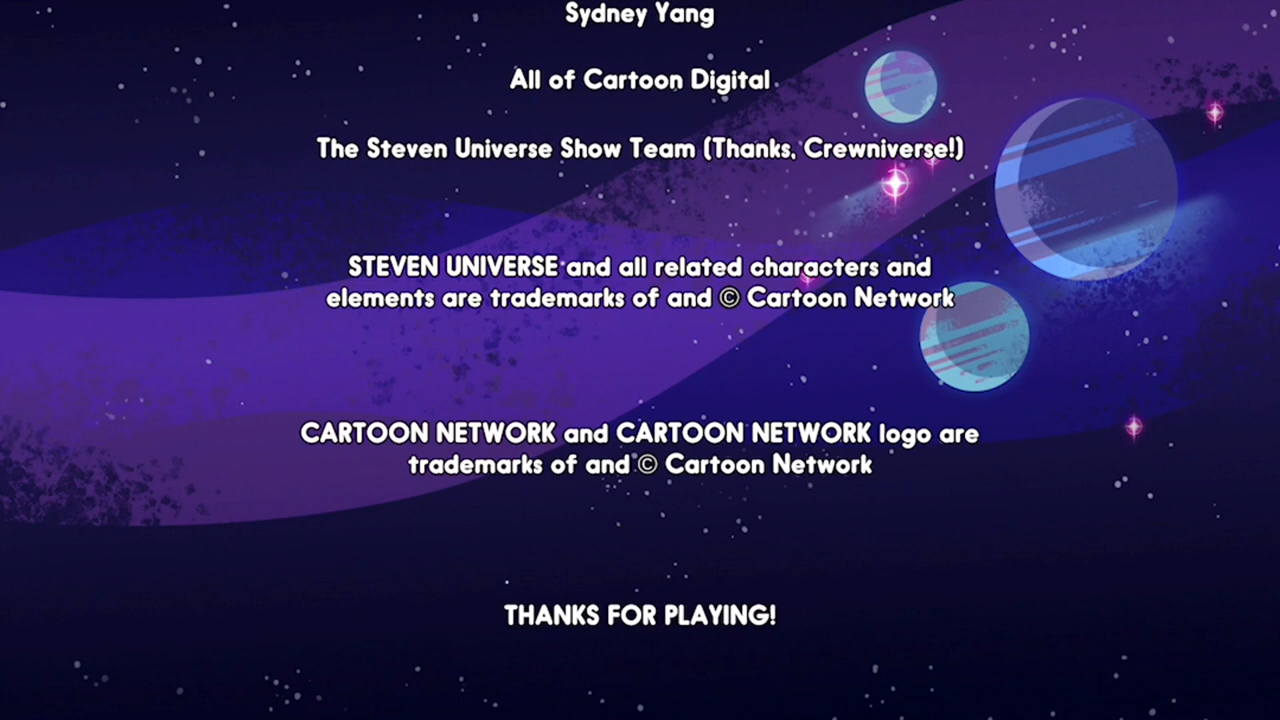 Sydney Yang
All of Cartoon Digital
The Steven Universe Show Team (Thanks, Crewniverse!)
STEVEN UNIVERSE and all related characters and
elements are trademarks of and © Cartoon Network
CARTOON NETWORK and CARTOON NETWORK logo are
trademarks of and © Cartoon Network
THANKS FOR PLAYING!